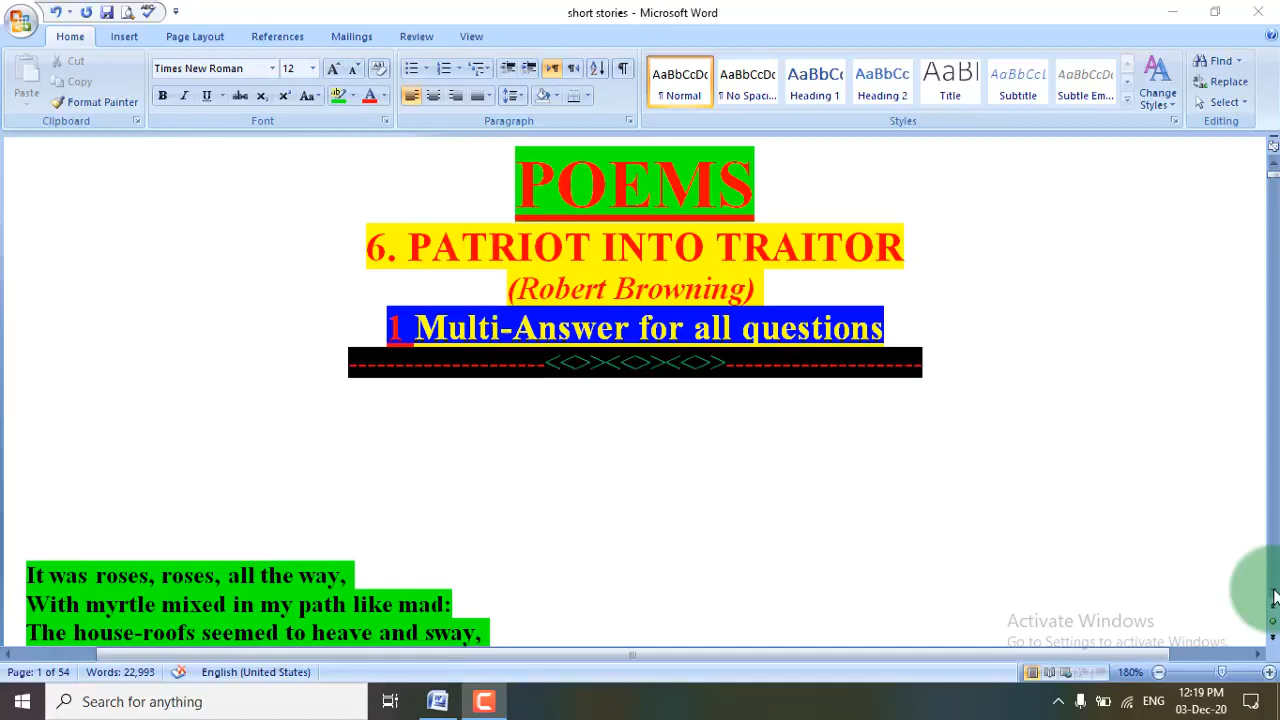 short stories - Microsoft Word
Home Insert Page Layout References Mailings Review View
Paste
Cut
Copy
Format Painter
Clipboard
Times New Roman 12
Font
Paragraph
AaBbCcDc AaBbCcDc AaBbCc AaBbCc AaBl AaBbCcL AaBbCcDc
¶ Normal ¶ No Spaci... Heading 1 Heading 2 Title Subtitle Subtle Em...
Change Styles
Styles
Find
Replace
Select
Editing
POEMS
6. PATRIOT INTO TRAITOR
(Robert Browning)
1 Multi-Answer for all questions
---------------------<><><><><>---------------------
It was roses, roses, all the way,
With myrtle mixed in my path like mad:
The house-roofs seemed to heave and sway,
Activate Windows
Go to Settings to activate Windows.
Page: 1 of 54 Words: 22,993 English (United States) 180%
Search for anything
ENG
12:19 PM
03-Dec-20